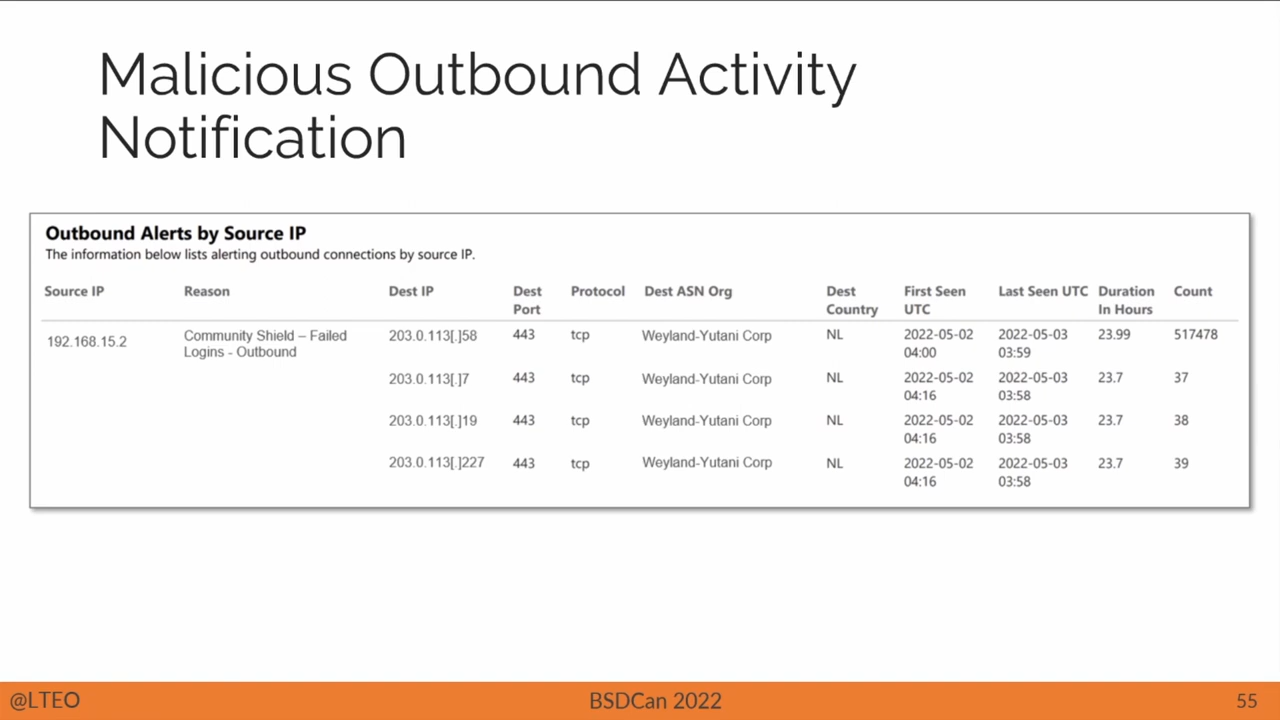 Malicious Outbound Activity
Notification
Outbound Alerts by Source IP
The information below lists alerting outbound connections by source IP.
Source IP Reason Dest IP Dest Port Protocol Dest ASN Org Dest Country First Seen UTC Last Seen UTC Duration In Hours Count
192.168.15.2 Community Shield – Failed Logins - Outbound 203.0.113[.]58 443 tcp Weyland-Yutani Corp NL 2022-05-02 04:00 2022-05-03 03:59 23.99 517478
203.0.113[.]7 443 tcp Weyland-Yutani Corp NL 2022-05-02 04:16 2022-05-03 03:58 23.7 37
203.0.113[.]19 443 tcp Weyland-Yutani Corp NL 2022-05-02 04:16 2022-05-03 03:58 23.7 38
203.0.113[.]227 443 tcp Weyland-Yutani Corp NL 2022-05-02 04:16 2022-05-03 03:58 23.7 39
@LTEO BSDCan 2022 55